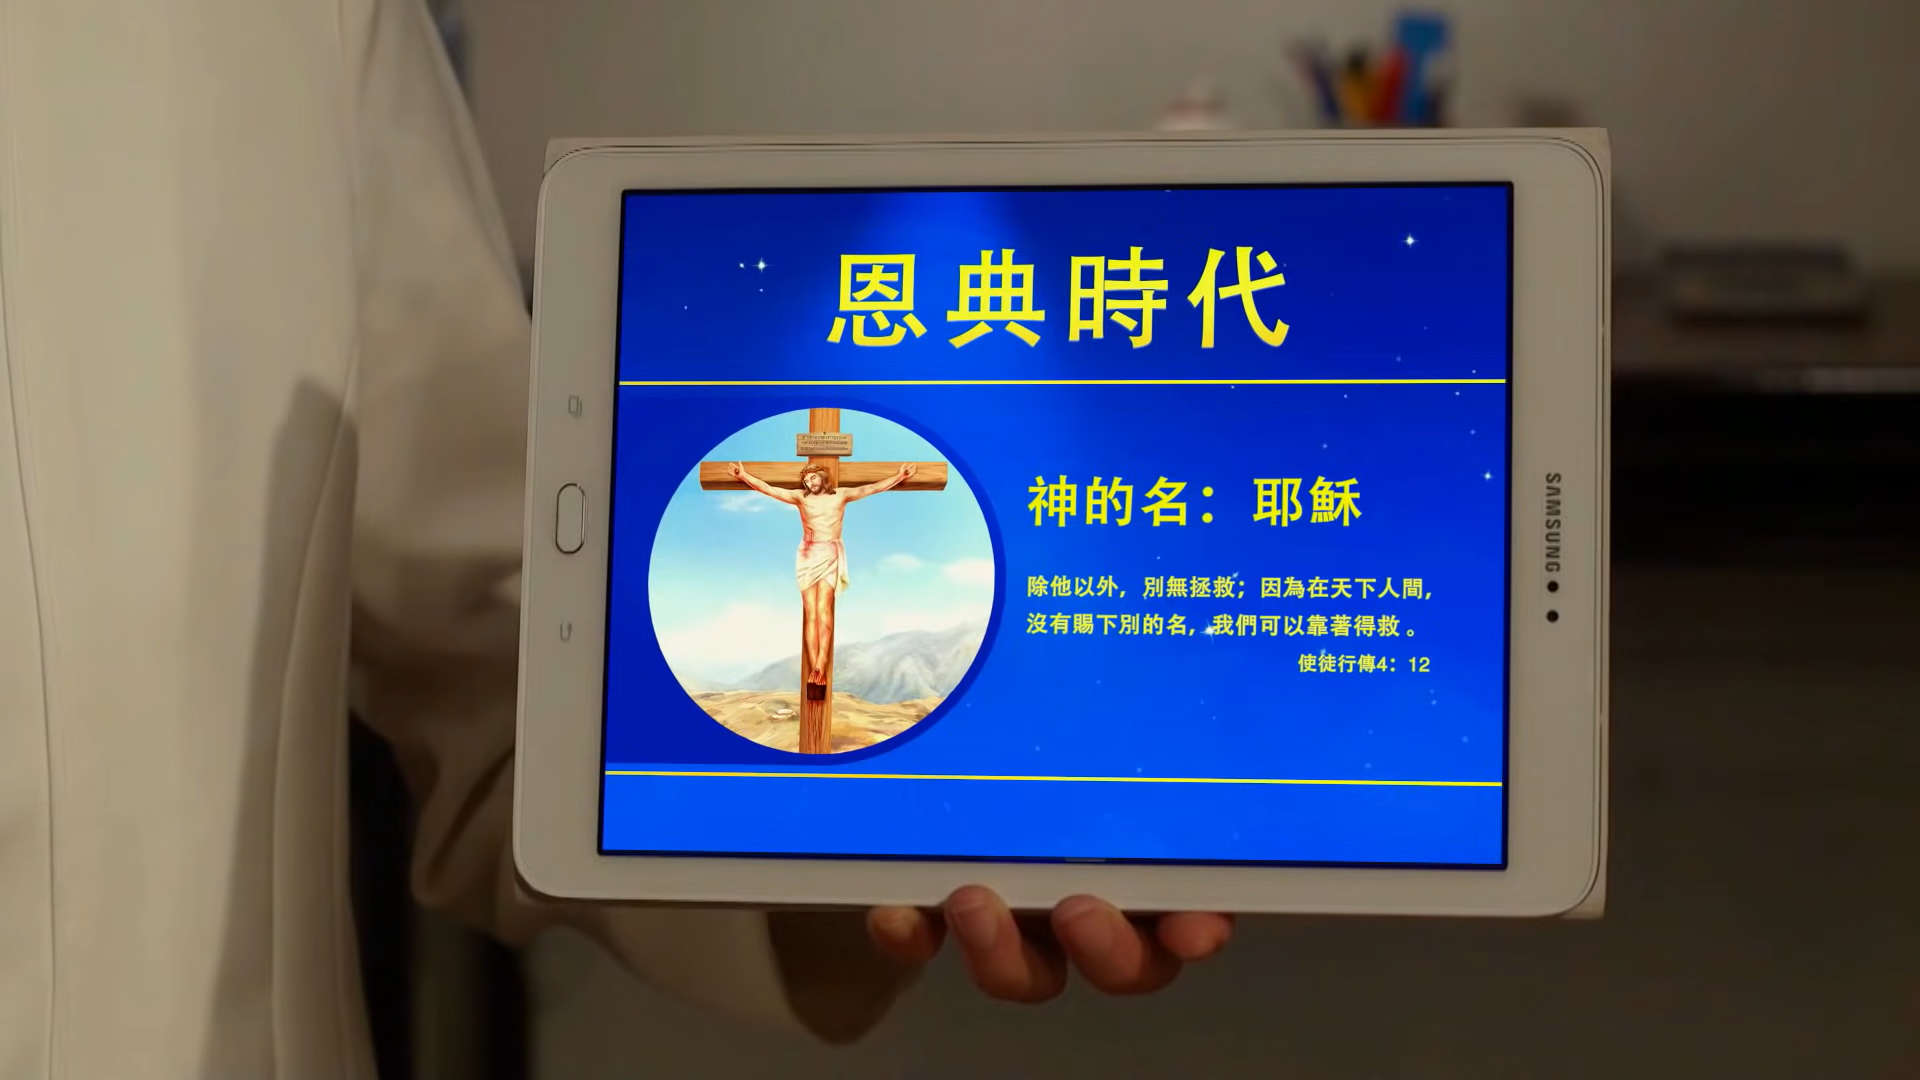 恩典時代
神的名：耶穌
除他以外，別無拯救；因為在天下人間，
沒有賜下別的名，我們可以靠著得救。
使徒行傳4：12
SAMSUNG